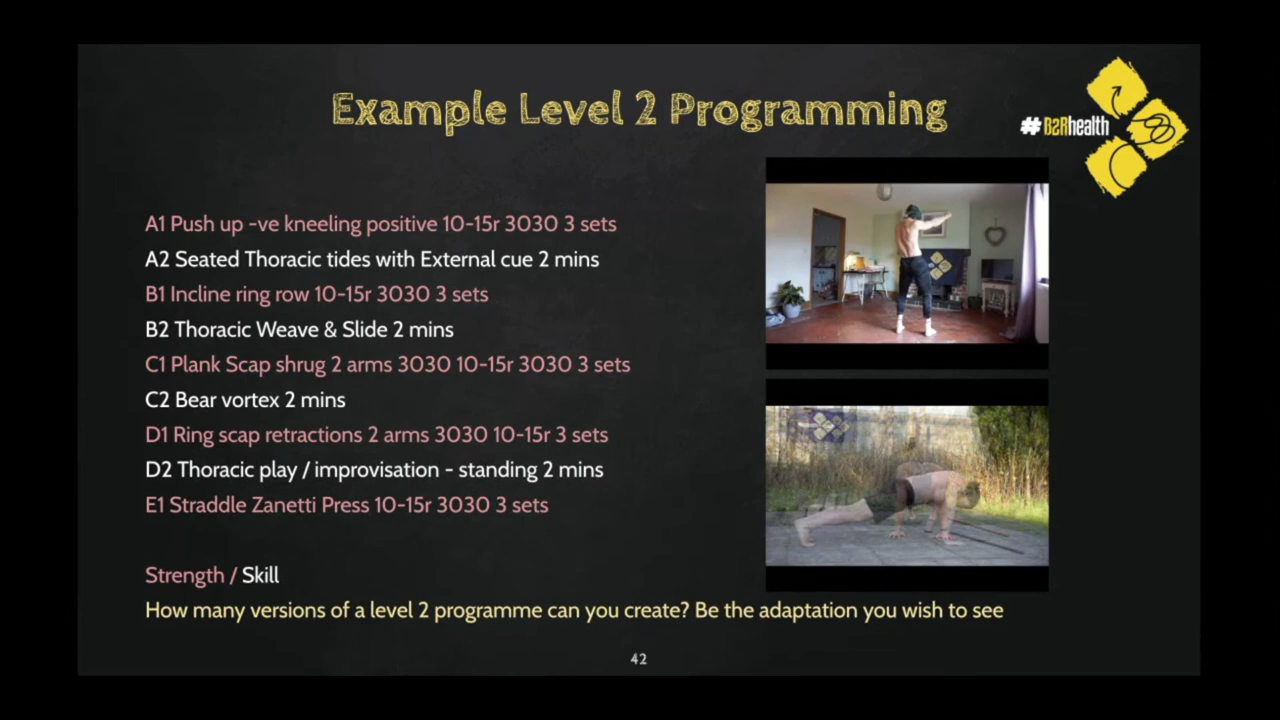 Example Level 2 Programming
#B2Rhealth
A1 Push up -ve kneeling positive 10-15r 3030 3 sets
A2 Seated Thoracic tides with External cue 2 mins
B1 Incline ring row 10-15r 3030 3 sets
B2 Thoracic Weave & Slide 2 mins
C1 Plank Scap shrug 2 arms 3030 10-15r 3030 3 sets
C2 Bear vortex 2 mins
D1 Ring scap retractions 2 arms 3030 10-15r 3 sets
D2 Thoracic play / improvisation - standing 2 mins
E1 Straddle Zanetti Press 10-15r 3030 3 sets
Strength / Skill
How many versions of a level 2 programme can you create? Be the adaptation you wish to see
42